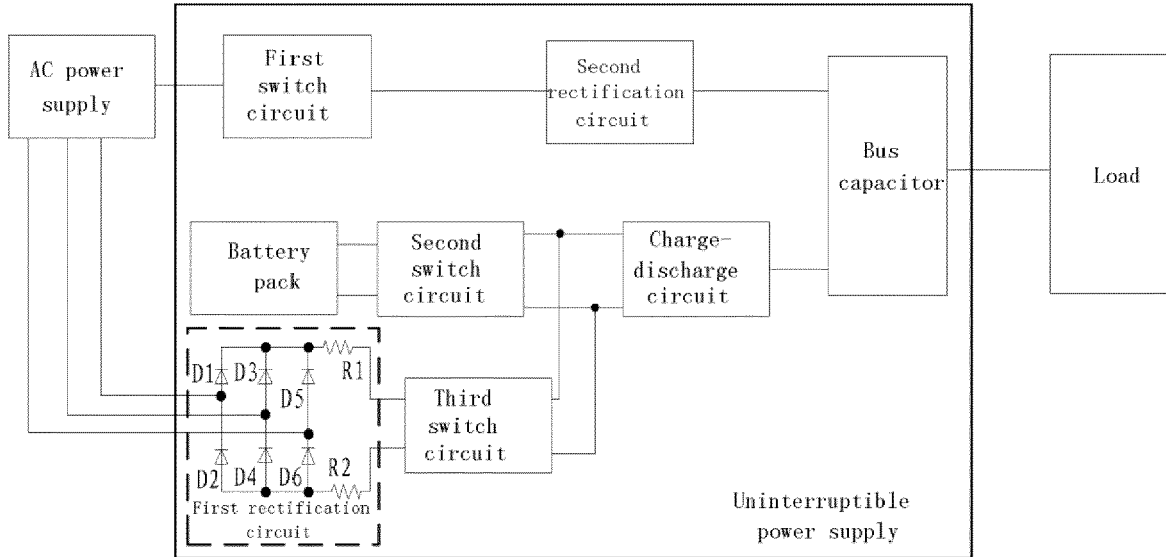 AC power
supply
First
switch
circuit
Second
rectification
circuit
Bus
capacitor
Load
Battery
pack
Second
switch
circuit
Charge-
discharge
circuit
D1
D3
D5
R1
D2
D4
D6
R2
First rectification
circuit
Third
switch
circuit
Uninterruptible
power supply